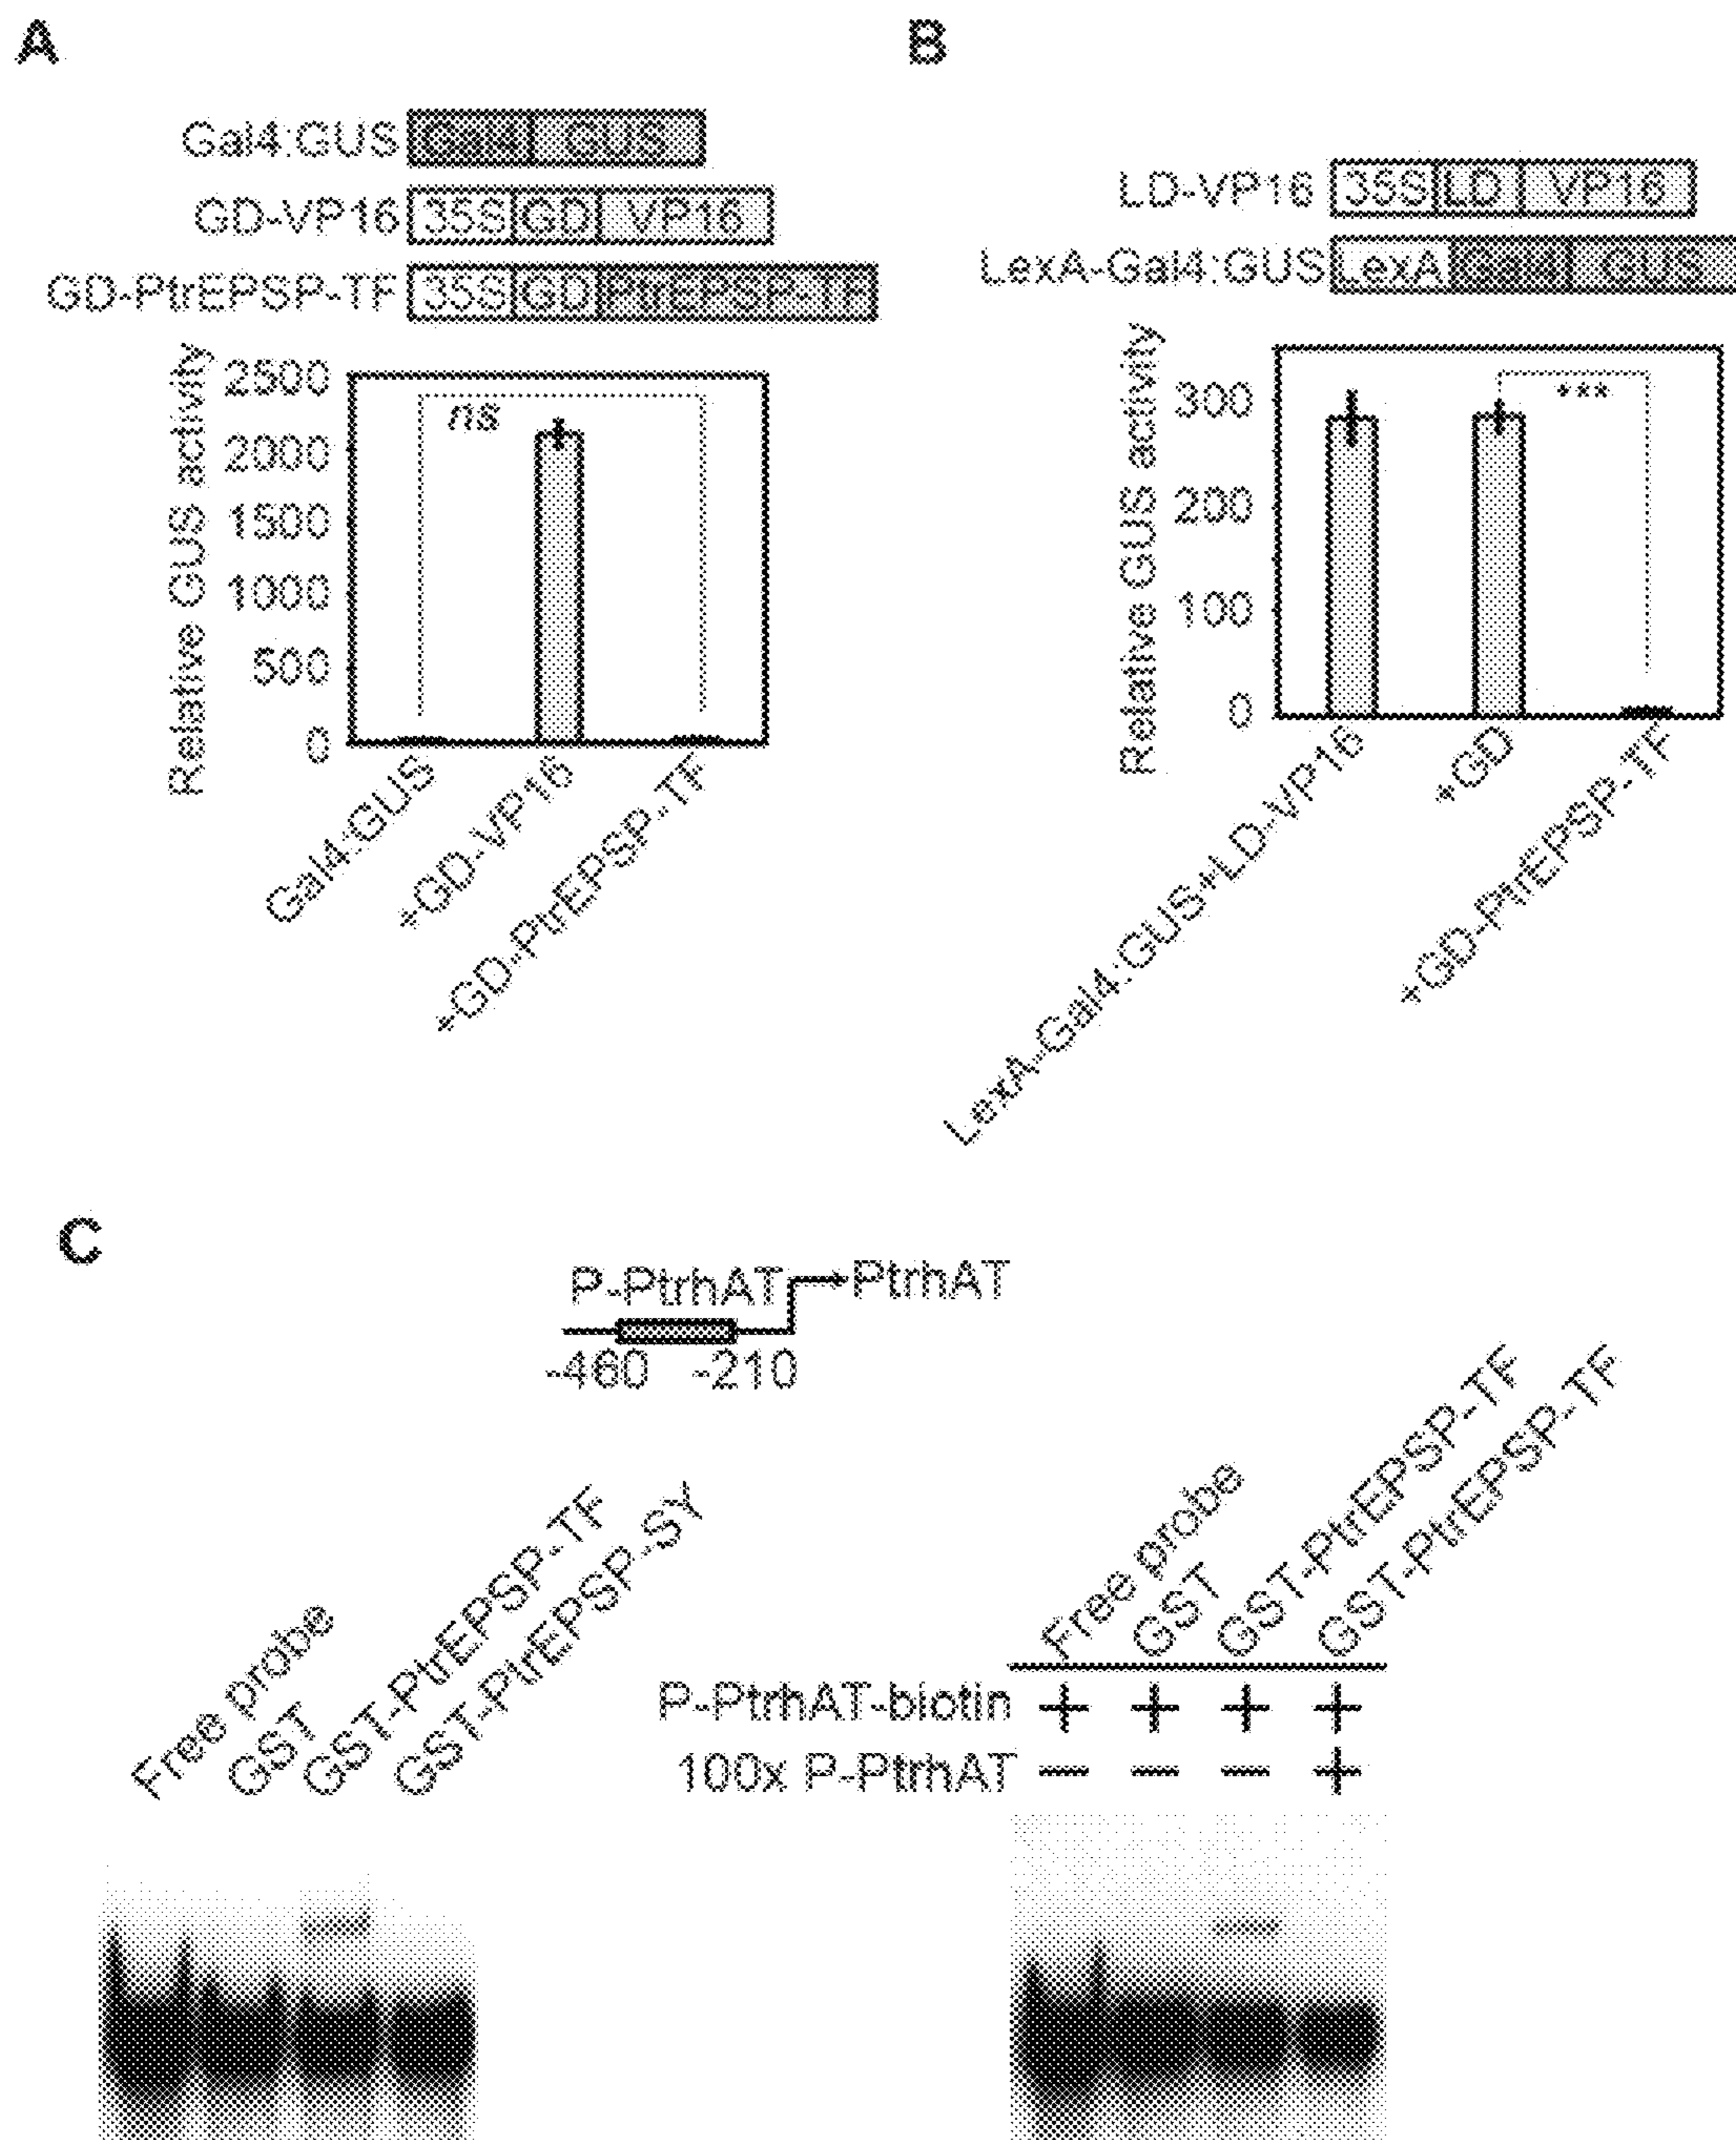 A
Gal4:GUS Gal4 GUS
GD-VP16 35S GD VP16
GD-PtrEPSP-TF 35S GD PtrEPSP-TF
Relative GUS activity
2500
2000
1500
1000
500
0
ns
Gal4:GUS
+GD-VP16
+GD-PtrEPSP-TF
B
LD-VP16 35S LD VP16
LexA-Gal4:GUS LexA Gal4 GUS
Relative GUS activity
300
200
100
0
***
LexA-Gal4:GUS+LD-VP16
+GD
+GD-PtrEPSP-TF
C
P-PtrhAT PtrhAT
-460 -210
Free probe
GST
GST-PtrEPSP-TF
GST-PtrEPSP-SY
Free probe
GST
GST-PtrEPSP-TF
GST-PtrEPSP-TF
P-PtrhAT-biotin + + + +
100x P-PtrhAT — — — +